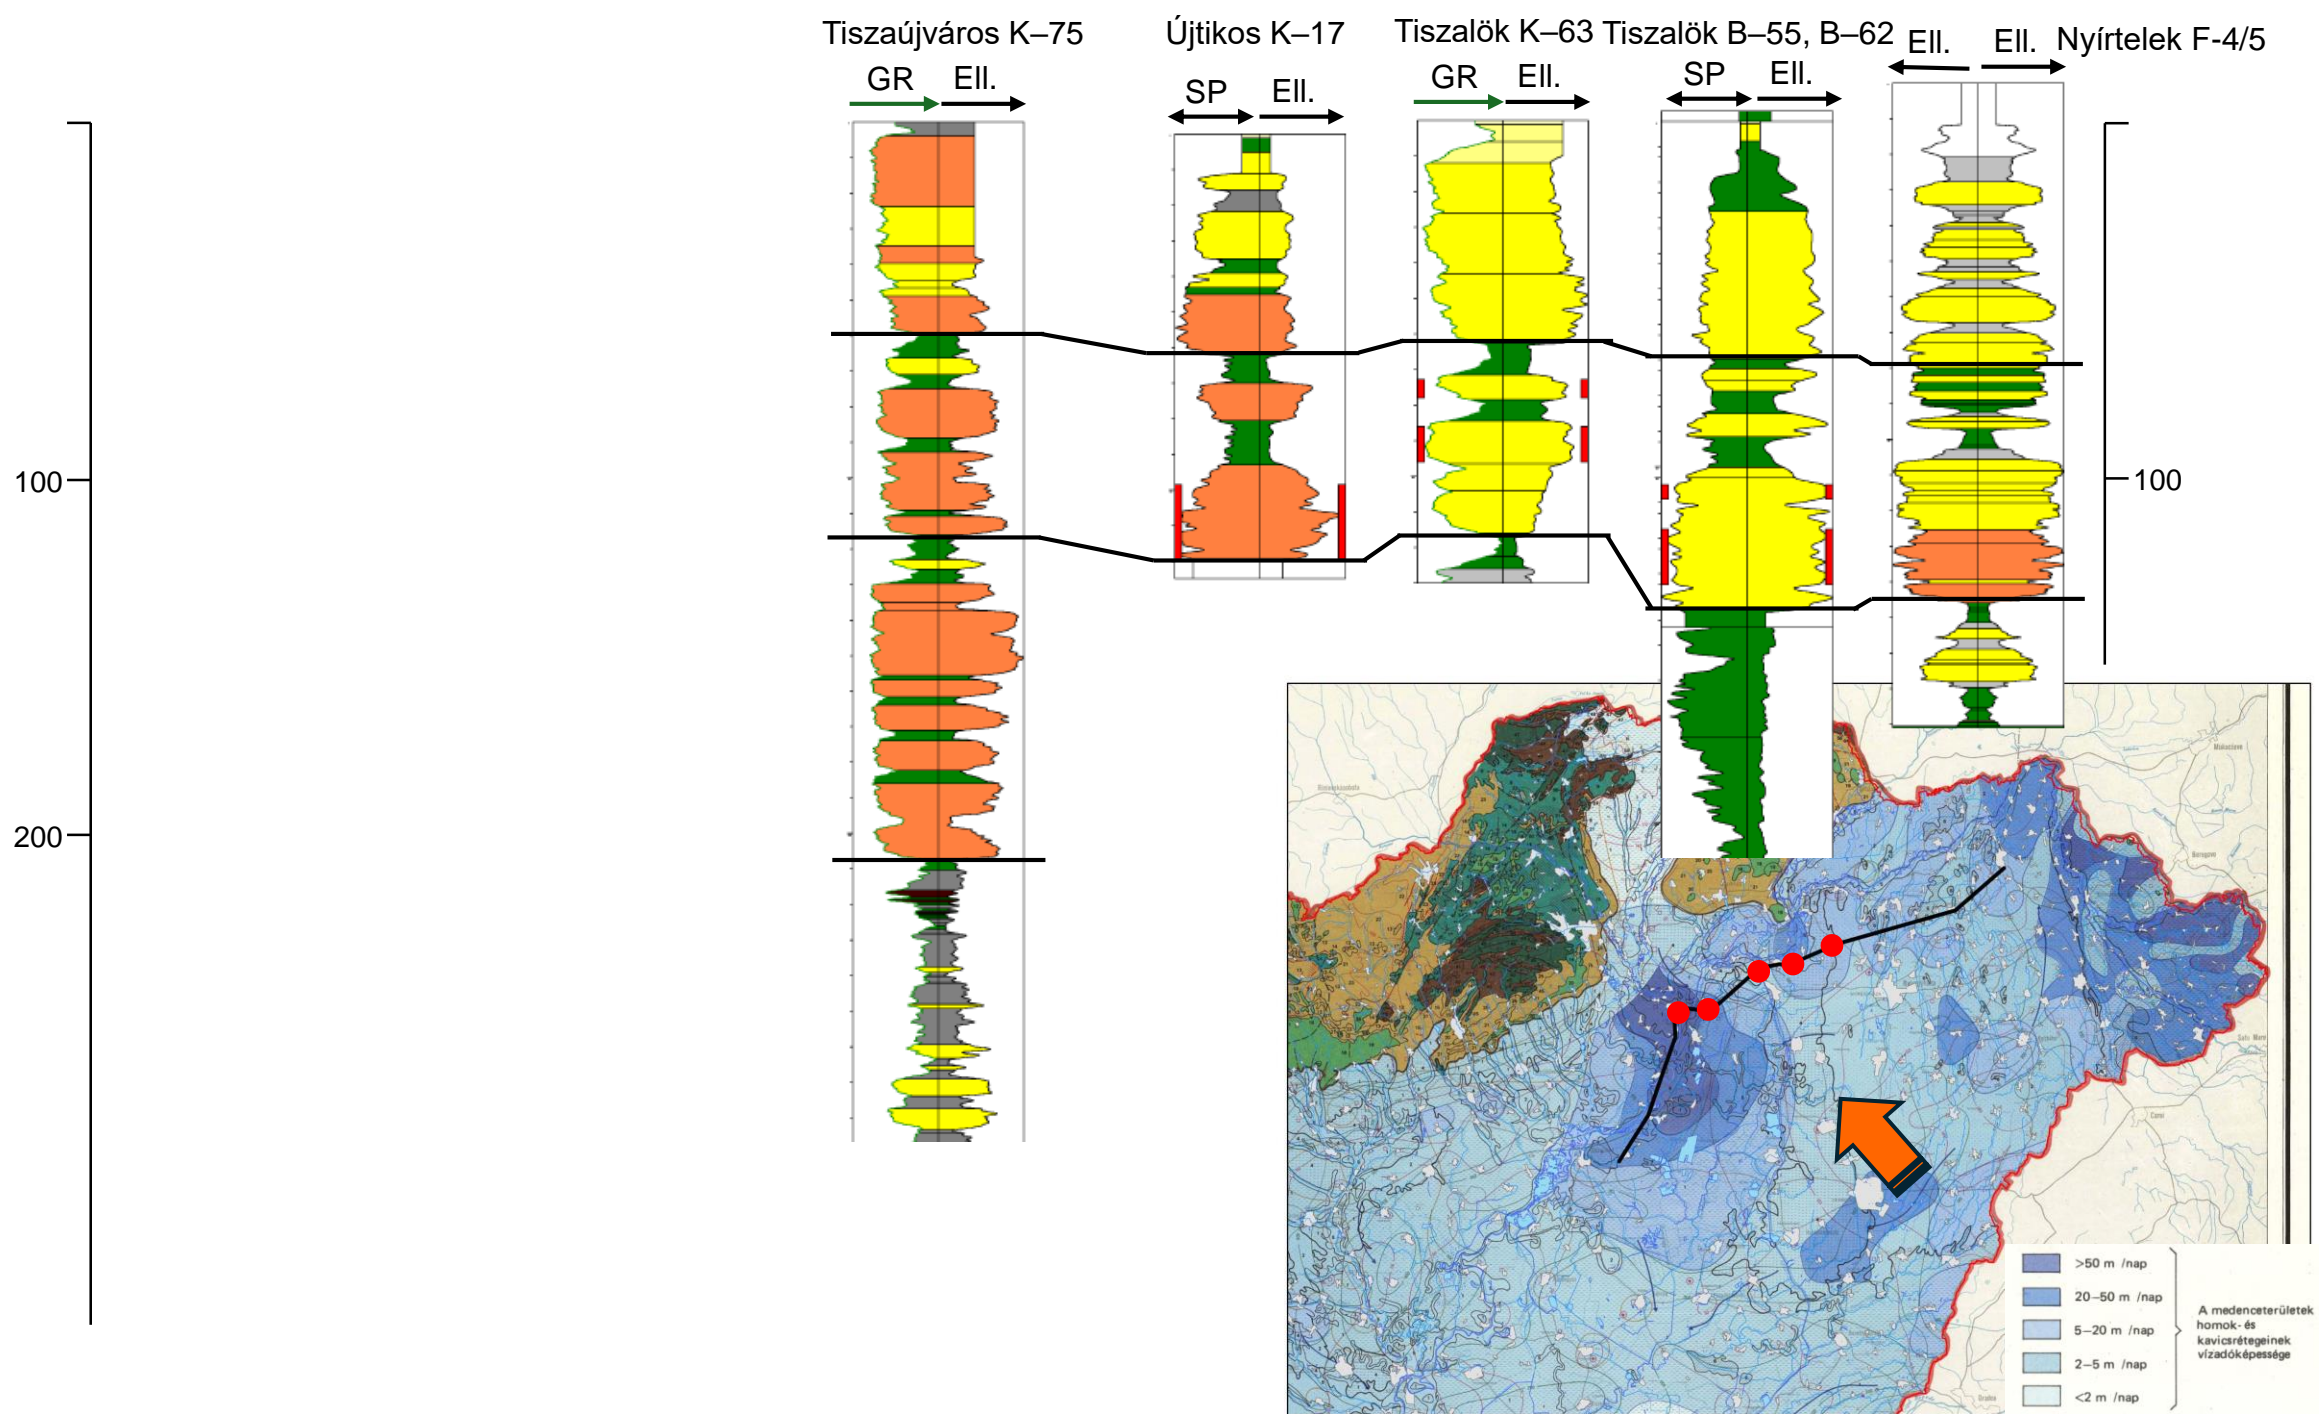 Tiszaújváros K–75
Újtikos K–17
Tiszalök K–63
Tiszalök B–55, B–62
Nyírtelek F-4/5
GR
Ell.
SP
Ell.
GR
Ell.
SP
Ell.
Ell.
Ell.
100
200
100
>50 m /nap
20–50 m /nap
5–20 m /nap
2–5 m /nap
<2 m /nap
A medenceterületek
homok- és
kavicsrétegeinek
vízadóképessége